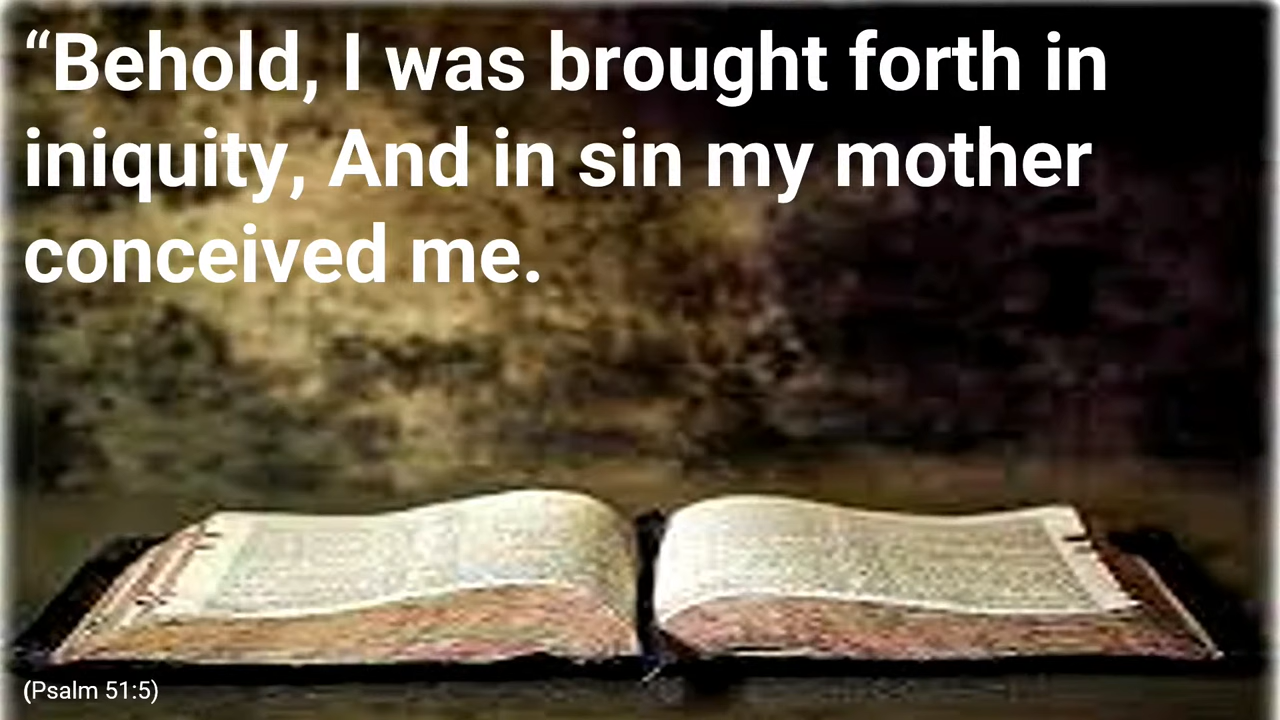 “Behold, I was brought forth in
iniquity, And in sin my mother
conceived me.
(Psalm 51:5)